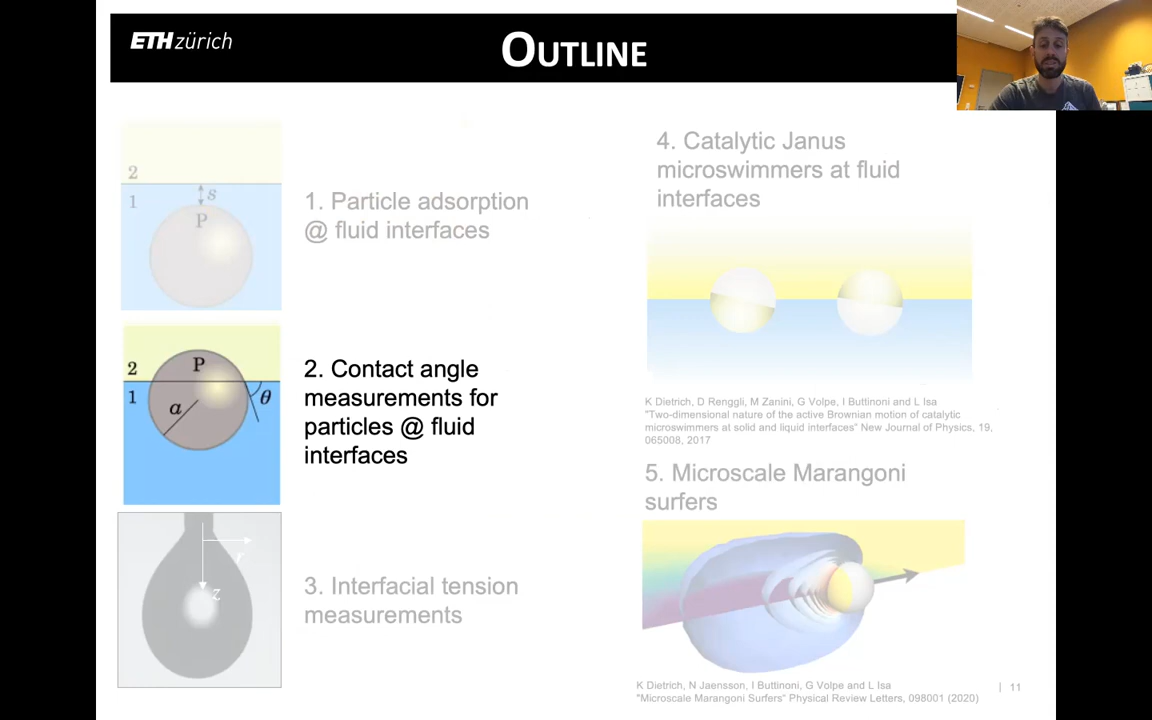 ETH zürich
OUTLINE
2
1
s
P
1. Particle adsorption
@ fluid interfaces
2
1
P
a
θ
2. Contact angle
measurements for
particles @ fluid
interfaces
r
z
3. Interfacial tension
measurements
4. Catalytic Janus
microswimmers at fluid
interfaces
K Dietrich, D Renggli, M Zanini, G Volpe, I Buttinoni and L Isa
"Two-dimensional nature of the active Brownian motion of catalytic
microswimmers at solid and liquid interfaces" New Journal of Physics, 19,
065008, 2017
5. Microscale Marangoni
surfers
K Dietrich, N Jaensson, I Buttinoni, G Volpe and L Isa
"Microscale Marangoni Surfers" Physical Review Letters, 098001 (2020)
| 11